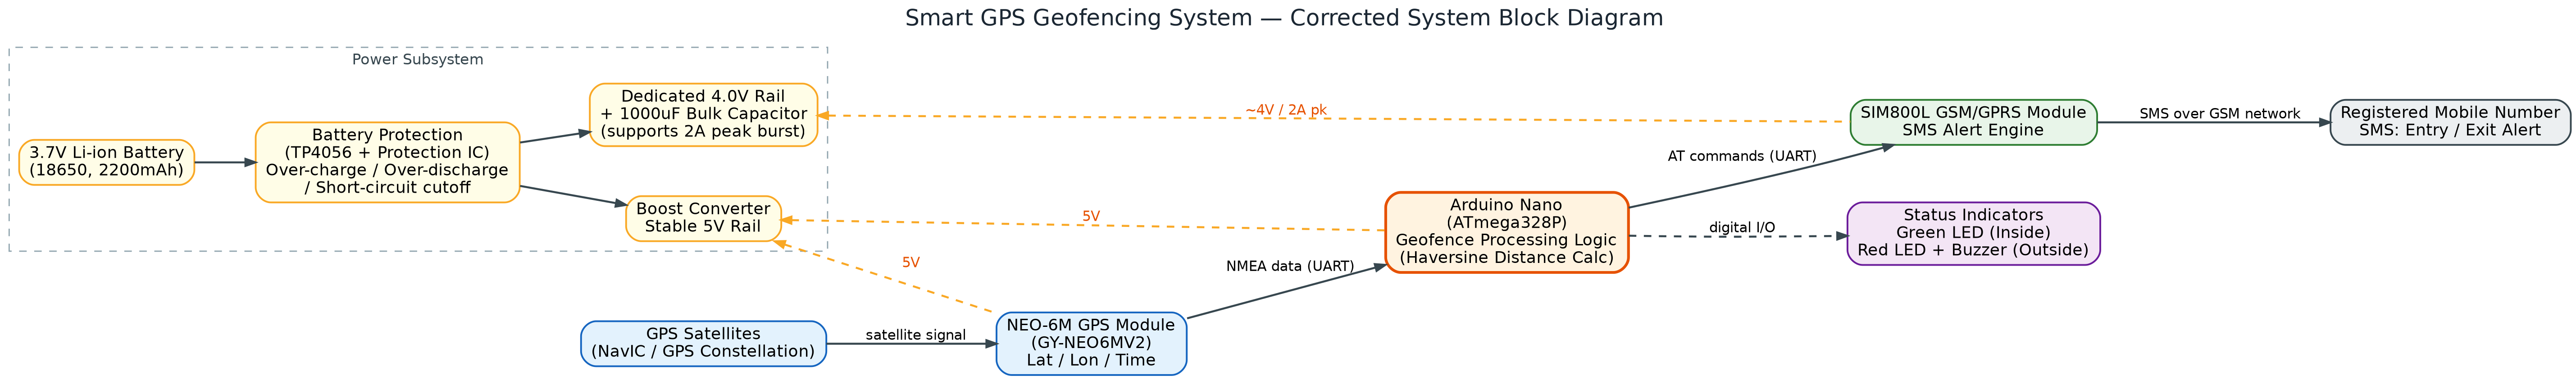 Smart GPS Geofencing System — Corrected System Block Diagram
Power Subsystem
3.7V Li-ion Battery
(18650, 2200mAh)
Battery Protection
(TP4056 + Protection IC)
Over-charge / Over-discharge
/ Short-circuit cutoff
Dedicated 4.0V Rail
+ 1000uF Bulk Capacitor
(supports 2A peak burst)
Boost Converter
Stable 5V Rail
~4V / 2A pk
5V
5V
GPS Satellites
(NavIC / GPS Constellation)
satellite signal
NEO-6M GPS Module
(GY-NEO6MV2)
Lat / Lon / Time
NMEA data (UART)
Arduino Nano
(ATmega328P)
Geofence Processing Logic
(Haversine Distance Calc)
AT commands (UART)
digital I/O
SIM800L GSM/GPRS Module
SMS Alert Engine
Status Indicators
Green LED (Inside)
Red LED + Buzzer (Outside)
SMS over GSM network
Registered Mobile Number
SMS: Entry / Exit Alert